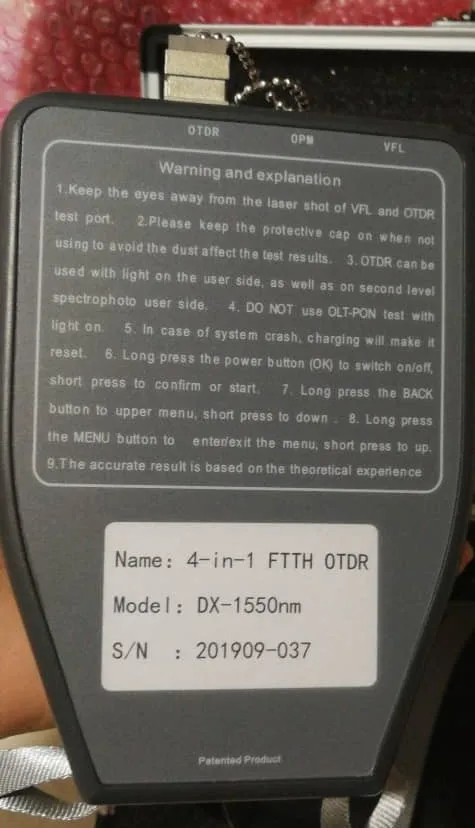 OTDR OPM VFL
Warning and explanation
1.Keep the eyes away from the laser shot of VFL and OTDR
test port. 2.Please keep the protective cap on when not
using to avoid the dust affect the test results. 3. OTDR can be
used with light on the user side, as well as on second level
spectrophoto user side. 4. DO NOT use OLT-PON test with
light on. 5. In case of system crash, charging will make it
reset. 6. Long press the power button (OK) to switch on/off,
short press to confirm or start. 7. Long press the BACK
button to upper menu, short press to down . 8. Long press
the MENU button to enter/exit the menu, short press to up.
9.The accurate result is based on the theoretical experience
Name: 4-in-1 FTTH OTDR
Model: DX-1550nm
S/N : 201909-037
Patented Product